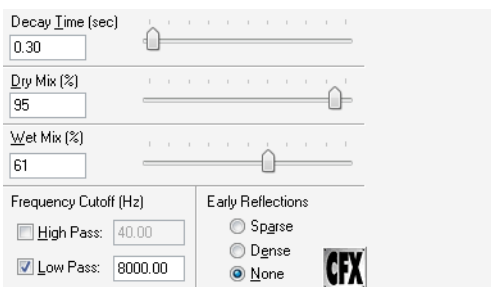 Decay Time (sec)
0.30
Dry Mix (%)
95
Wet Mix (%)
61
Frequency Cutoff (Hz)
High Pass: 40.00
Low Pass: 8000.00
Early Reflections
Sparse
Dense
None
CFX